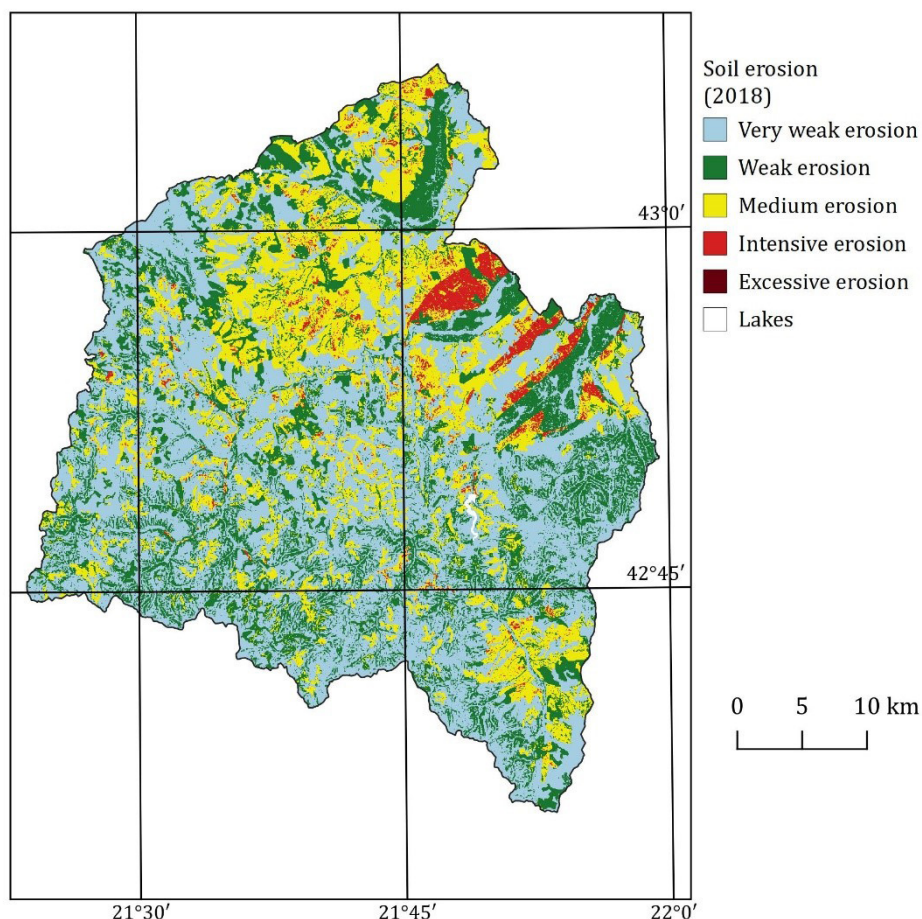 Soil erosion
(2018)
Very weak erosion
Weak erosion
Medium erosion
Intensive erosion
Excessive erosion
Lakes
43°0′
42°45′
0 5 10 km
21°30′ 21°45′ 22°0′